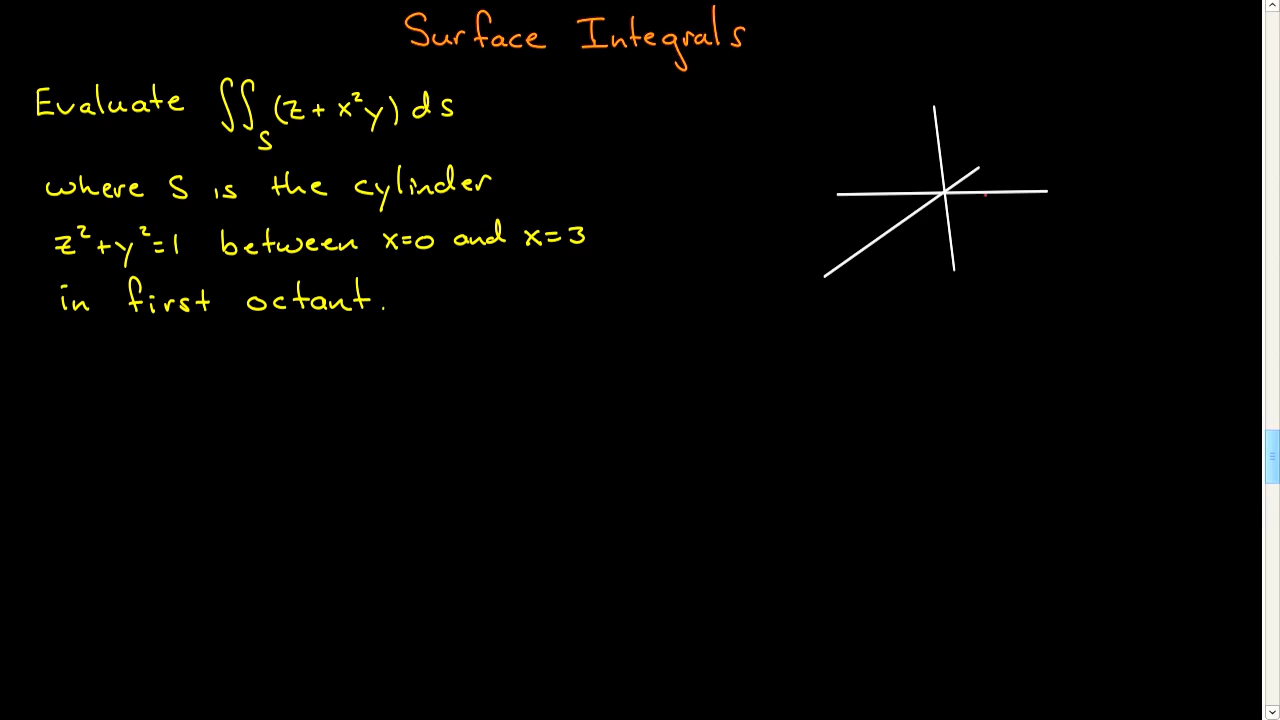 Surface Integrals
Evaluate ∬_S (z + x²y) dS
where S is the cylinder
z² + y² = 1 between x=0 and x=3
in first octant.